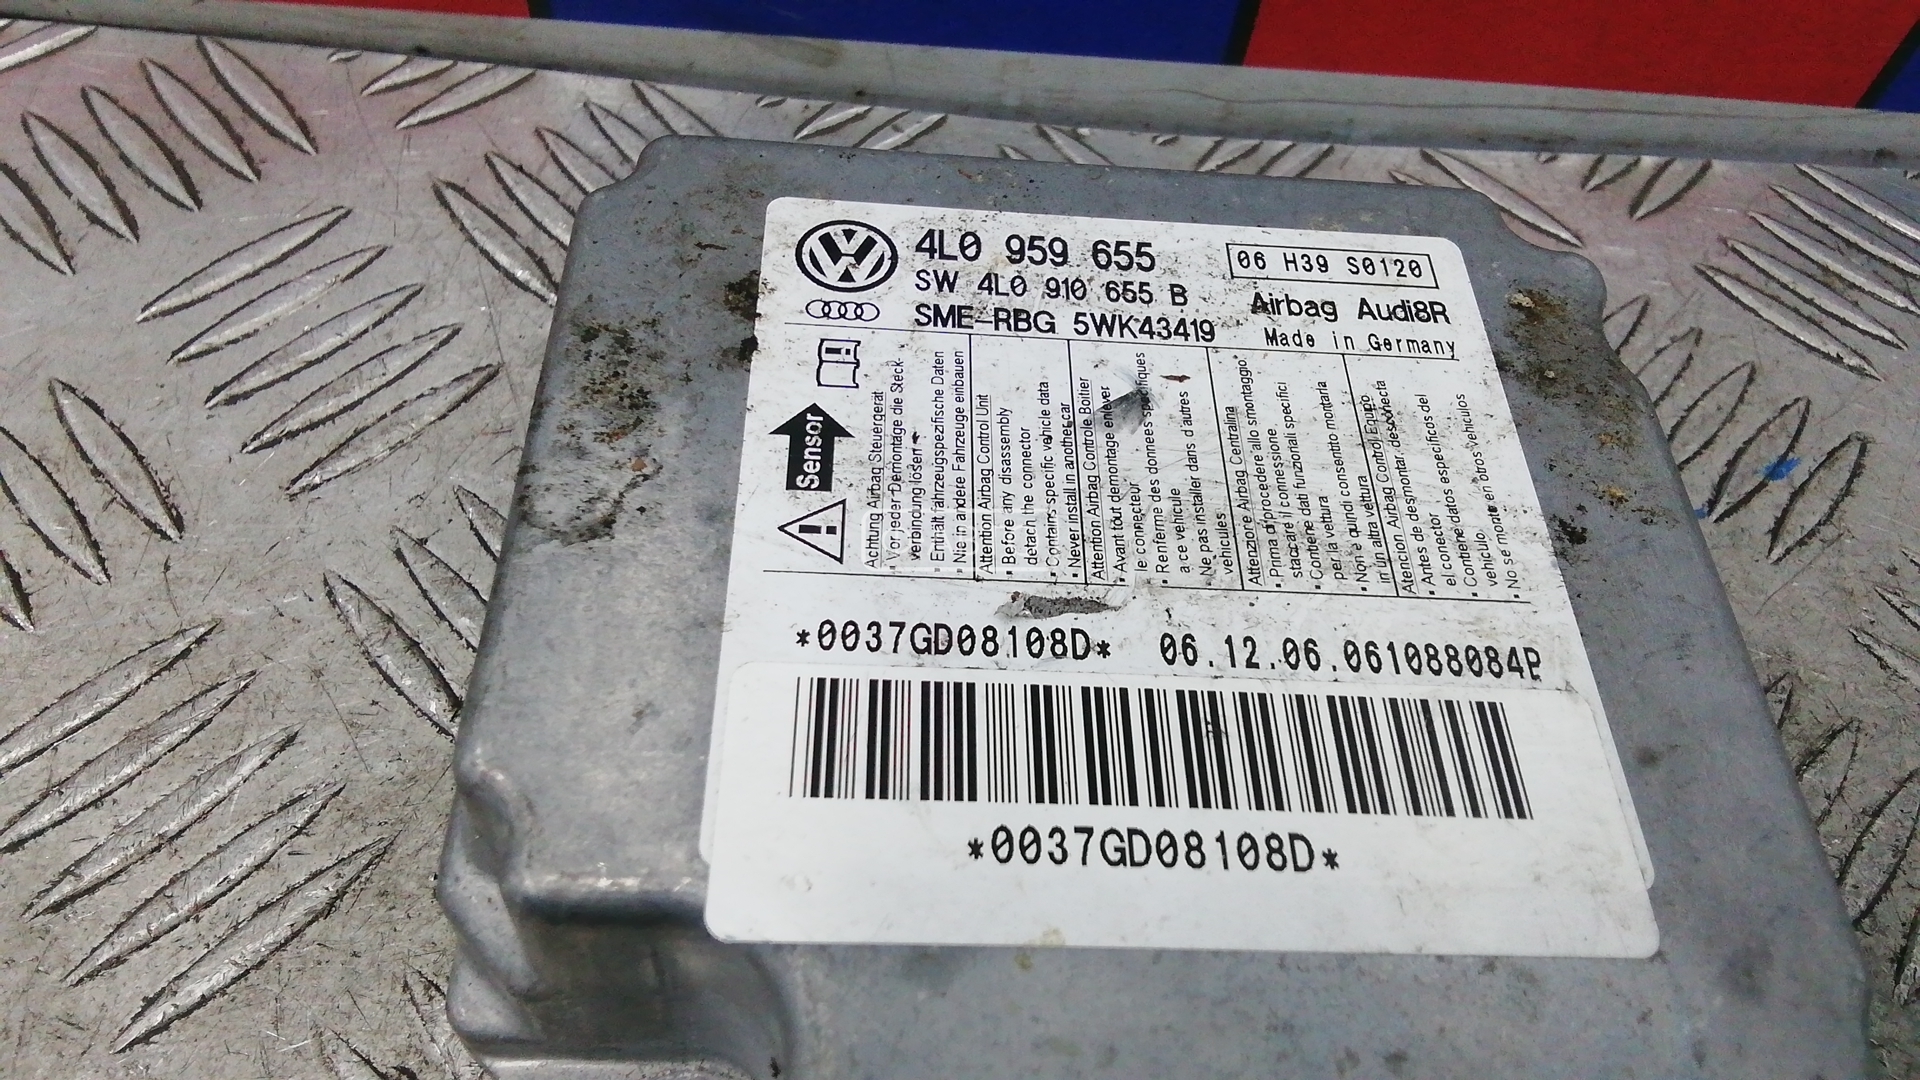 4L0 959 655
06 H39 S0120
SW 4L0 910 655 B
Airbag Audi8R
SME-RBG 5WK43419
Made in Germany
Sensor
Achtung Airbag Steuergerät
▪ Vor jeder Demontage die Steck-
verbindung lösen
▪ Enthält fahrzeugspezifische Daten
▪ Nie in andere Fahrzeuge einbauen
Attention Airbag Control Unit
▪ Before any disassembly
detach the connector
▪ Contains specific vehicle data
▪ Never install in another car
Attention Airbag Controle Boitier
▪ Avant tout demontage enlever
le connecteur
▪ Renferme des donnees specifiques
a ce vehicule
▪ Ne pas installer dans d'autres
vehicules
Attenzione Airbag Centralina
▪ Prima di procedere allo smontaggio
staccare il connessione
▪ Contiene dati funzionali specifici
per la vettura
▪ Non e quindi consentito montarla
in un altra vettura
Atencion Airbag Control Equipo
▪ Antes de desmontar, desconecta
el conector
▪ Contiene datos específicos del
vehículo
▪ No se monte en otros vehiculos
*0037GD08108D* 06.12.06.061088084P
*0037GD08108D*